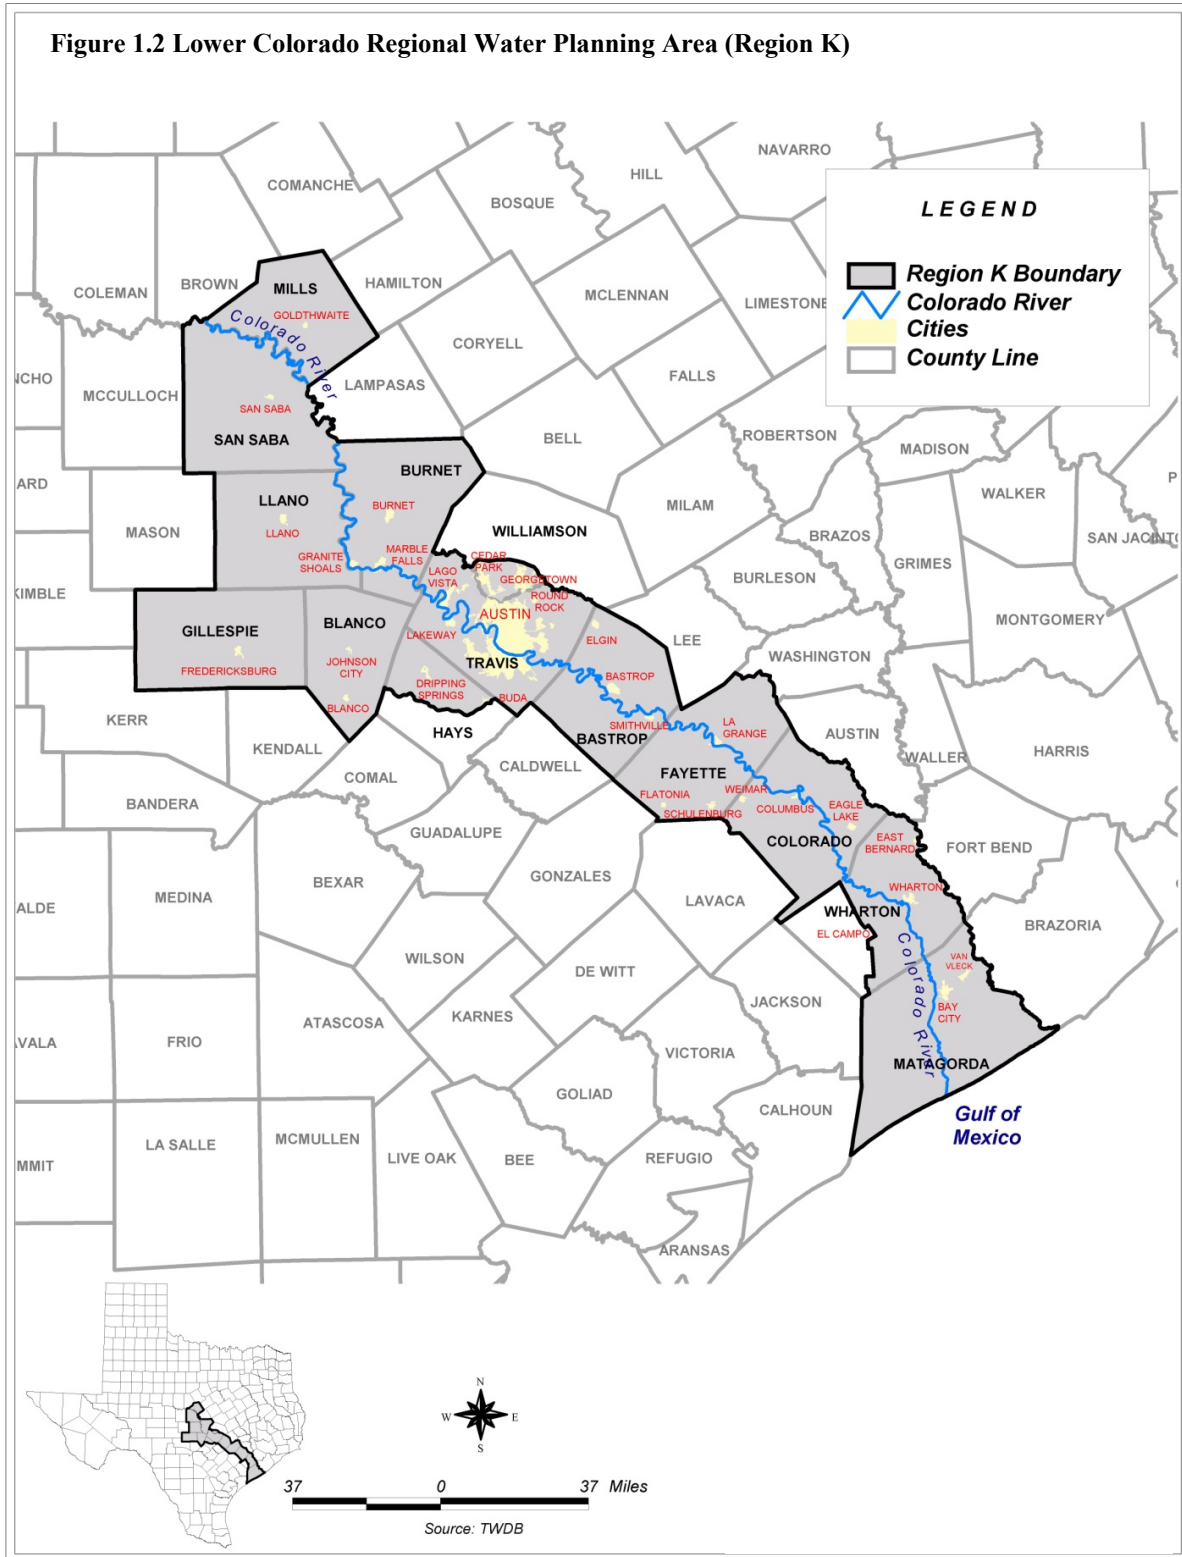 Figure 1.2 Lower Colorado Regional Water Planning Area (Region K)
NAVARRO
HILL
COMANCHE
BOSQUE
LEGEND
Region K Boundary
Colorado River
Cities
County Line
BROWN
HAMILTON
MILLS
COLEMAN
MCLENNAN
LIMESTONE
GOLDTHWAITE
Colorado River
CORYELL
FALLS
NCHO
MCCULLOCH
LAMPASAS
SAN SABA
SAN SABA
BELL
ROBERTSON
MADISON
BURNET
ARD
LLANO
WALKER
P
MASON
LLANO
BURNET
MILAM
WILLIAMSON
BRAZOS
SAN JACINTO
GRANITE
SHOALS
MARBLE
FALLS
CEDAR
PARK
GRIMES
LAGO
VISTA
GEORGETOWN
BURLESON
KIMBLE
ROUND
ROCK
AUSTIN
MONTGOMERY
GILLESPIE
BLANCO
LAKEWAY
ELGIN
LEE
WASHINGTON
FREDERICKSBURG
JOHNSON
CITY
TRAVIS
DRIPPING
SPRINGS
BASTROP
BLANCO
BUDA
KERR
SMITHVILLE
LA
GRANGE
HAYS
BASTROP
AUSTIN
KENDALL
HARRIS
WALLER
COMAL
CALDWELL
FAYETTE
FLATONIA
WEIMAR
BANDERA
SCHULENBURG
COLUMBUS
EAGLE
LAKE
GUADALUPE
COLORADO
EAST
BERNARD
FORT BEND
BEXAR
GONZALES
WHARTON
MEDINA
LAVACA
ALDE
WHARTON
EL CAMPO
BRAZORIA
WILSON
DE WITT
VAN
VLECK
Colorado River
JACKSON
BAY
CITY
KARNES
ATASCOSA
AVALA
FRIO
VICTORIA
MATAGORDA
GOLIAD
CALHOUN
Gulf of
Mexico
LA SALLE
MCMULLEN
LIVE OAK
BEE
REFUGIO
MMIT
ARANSAS
N
W
E
S
37
0
37 Miles
Source: TWDB